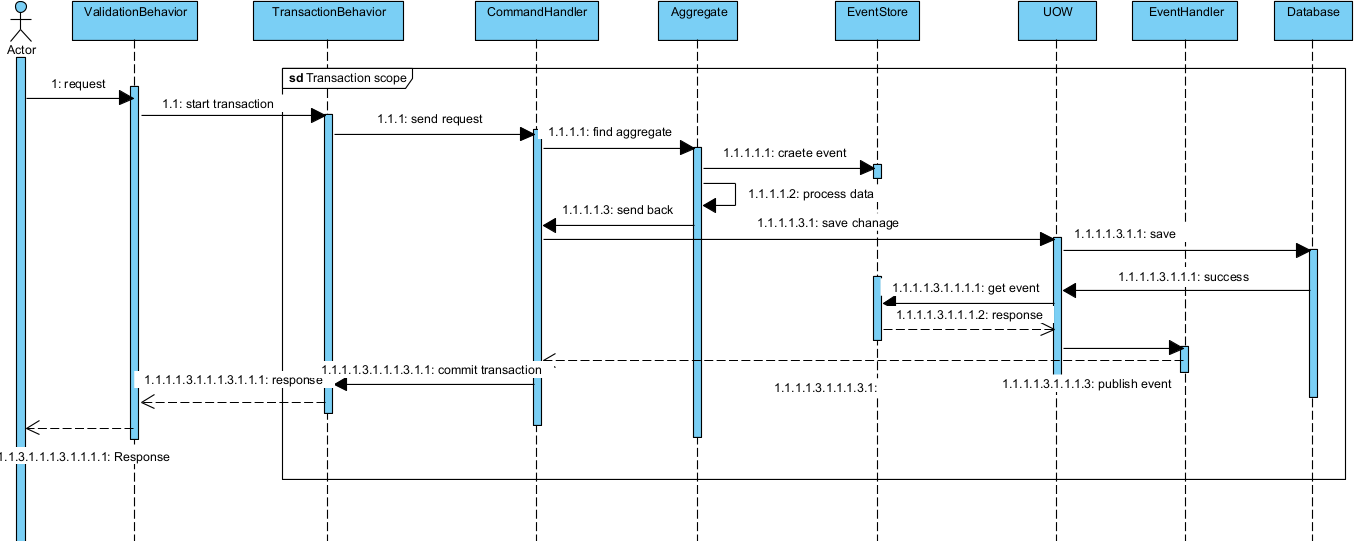 ValidationBehavior
TransactionBehavior
CommandHandler
Aggregate
EventStore
UOW
EventHandler
Database
Actor
sd Transaction scope
1: request
1.1: start transaction
1.1.1: send request
1.1.1.1: find aggregate
1.1.1.1.1: craete event
1.1.1.1.2: process data
1.1.1.1.3: send back
1.1.1.1.3.1: save chanage
1.1.1.1.3.1.1: save
1.1.1.1.3.1.1.1: success
1.1.1.1.3.1.1.1.1: get event
1.1.1.1.3.1.1.1.2: response
1.1.1.1.3.1.1.1.3: publish event
1.1.1.1.3.1.1.1.3.1:
1.1.1.1.3.1.1.1.3.1.1: commit transaction
1.1.1.1.3.1.1.1.3.1.1.1: response
1.1.3.1.1.1.3.1.1.1.1: Response